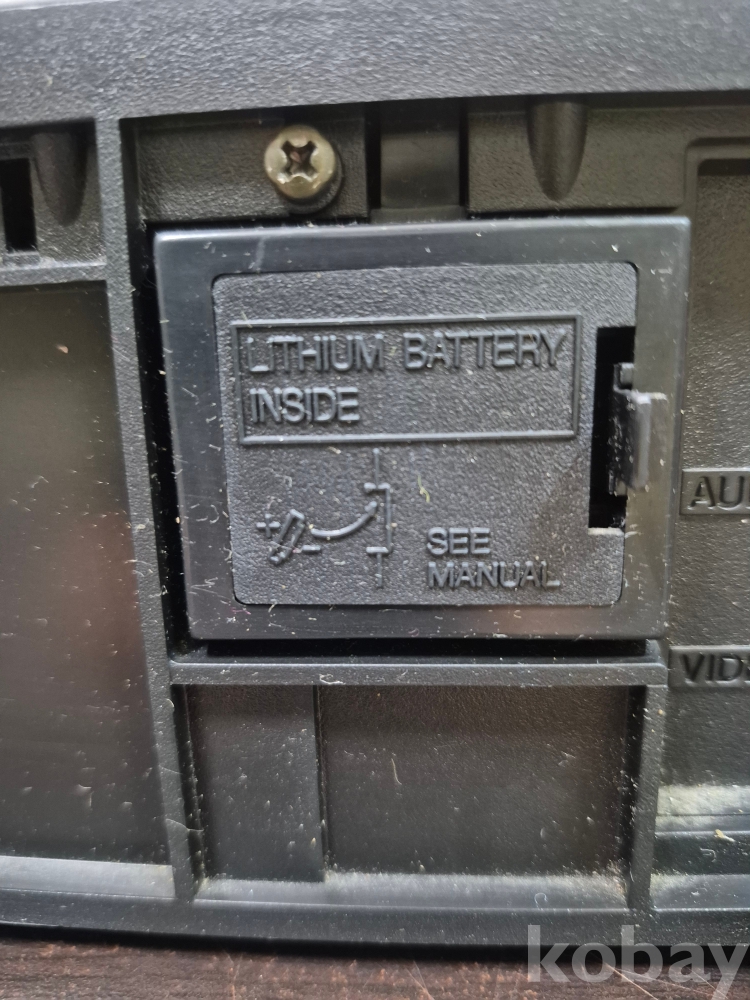 LITHIUM BATTERY
INSIDE
+
-
SEE
MANUAL
kobay